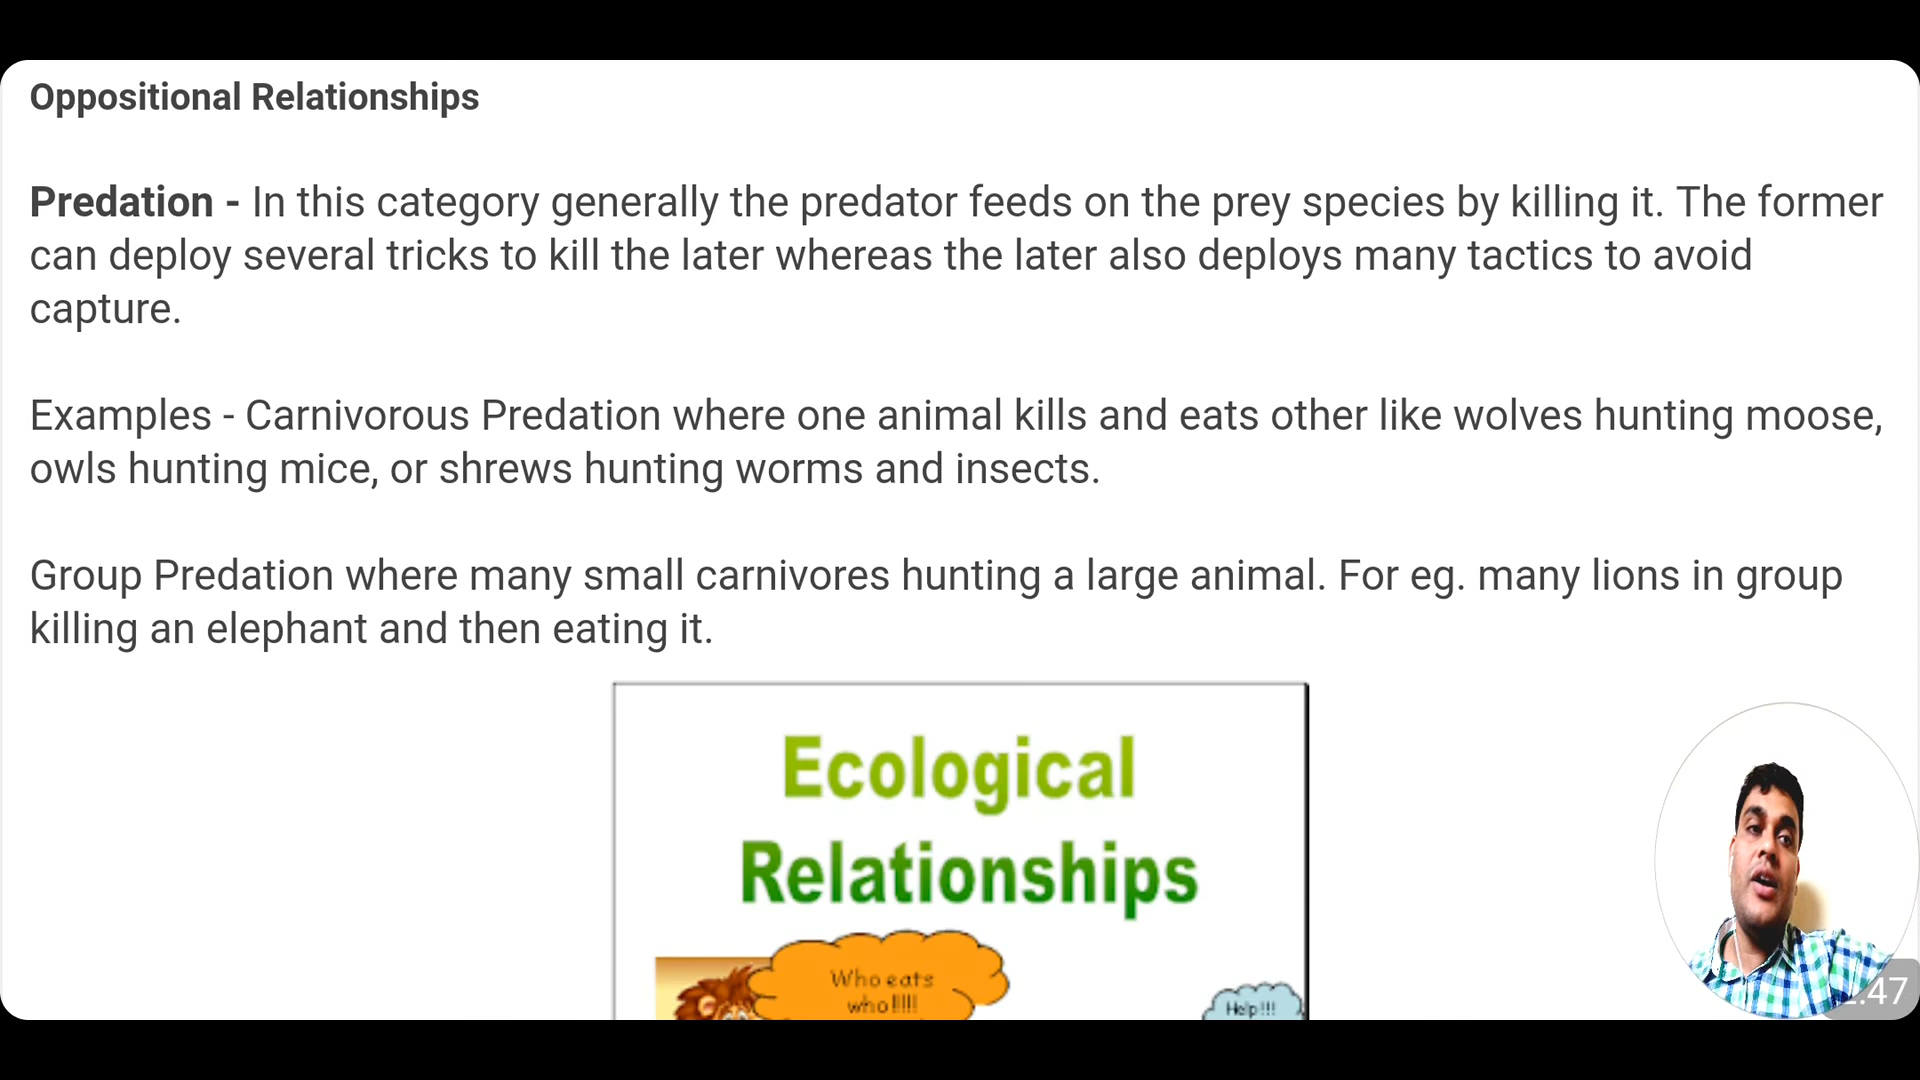 Oppositional Relationships
Predation - In this category generally the predator feeds on the prey species by killing it. The former
can deploy several tricks to kill the later whereas the later also deploys many tactics to avoid
capture.
Examples - Carnivorous Predation where one animal kills and eats other like wolves hunting moose,
owls hunting mice, or shrews hunting worms and insects.
Group Predation where many small carnivores hunting a large animal. For eg. many lions in group
killing an elephant and then eating it.
Ecological
Relationships
Who eats
who!!!!!
Help!!!
:47